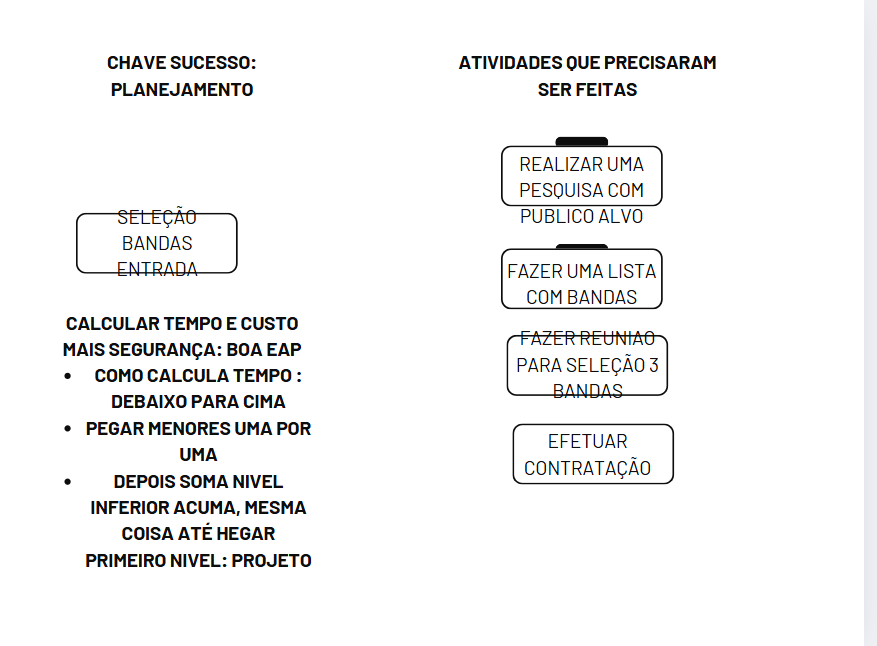 CHAVE SUCESSO:
PLANEJAMENTO
SELEÇÃO
BANDAS
ENTRADA
CALCULAR TEMPO E CUSTO
MAIS SEGURANÇA: BOA EAP
• COMO CALCULA TEMPO :
DEBAIXO PARA CIMA
• PEGAR MENORES UMA POR
UMA
• DEPOIS SOMA NIVEL
INFERIOR ACUMA, MESMA
COISA ATÉ HEGAR
PRIMEIRO NIVEL: PROJETO
ATIVIDADES QUE PRECISARAM
SER FEITAS
REALIZAR UMA
PESQUISA COM
PUBLICO ALVO
FAZER UMA LISTA
COM BANDAS
FAZER REUNIAO
PARA SELEÇÃO 3
BANDAS
EFETUAR
CONTRATAÇÃO